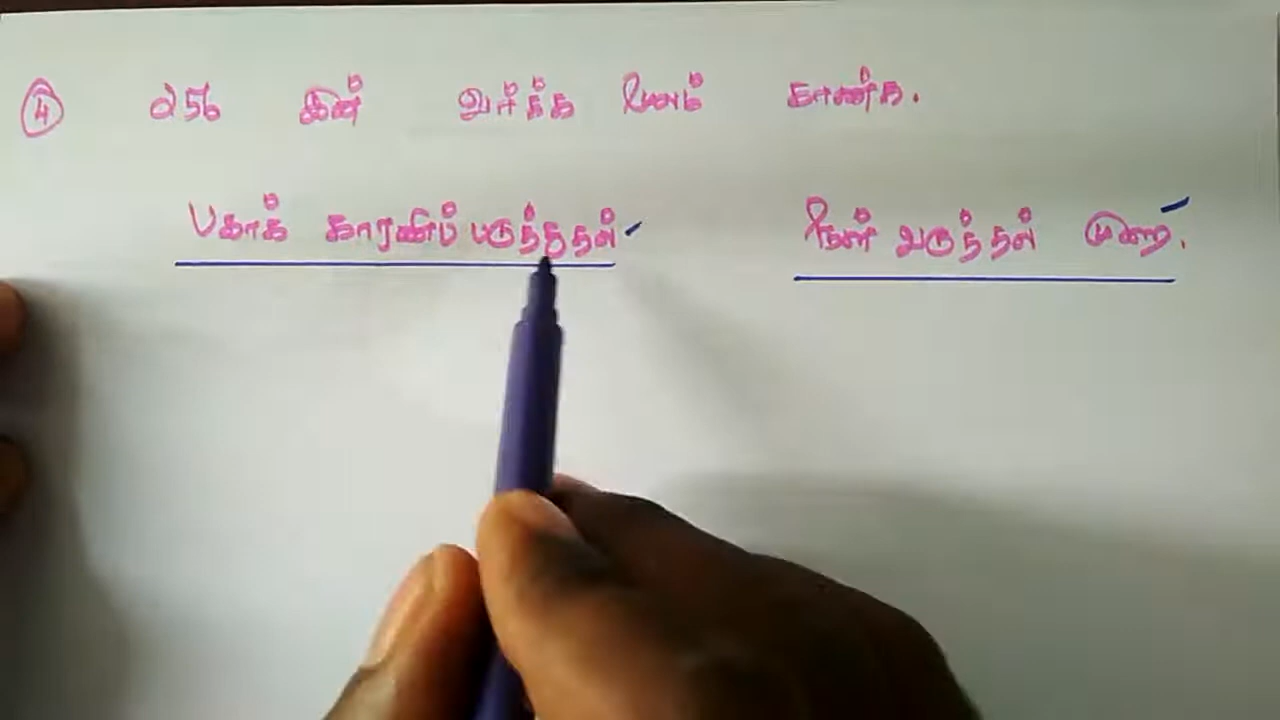 ④ 256 இன் வர்க்க மூலம் காண்க.
பகாக் காரணிப் படுத்தல்
நீள் வகுத்தல் முறை.